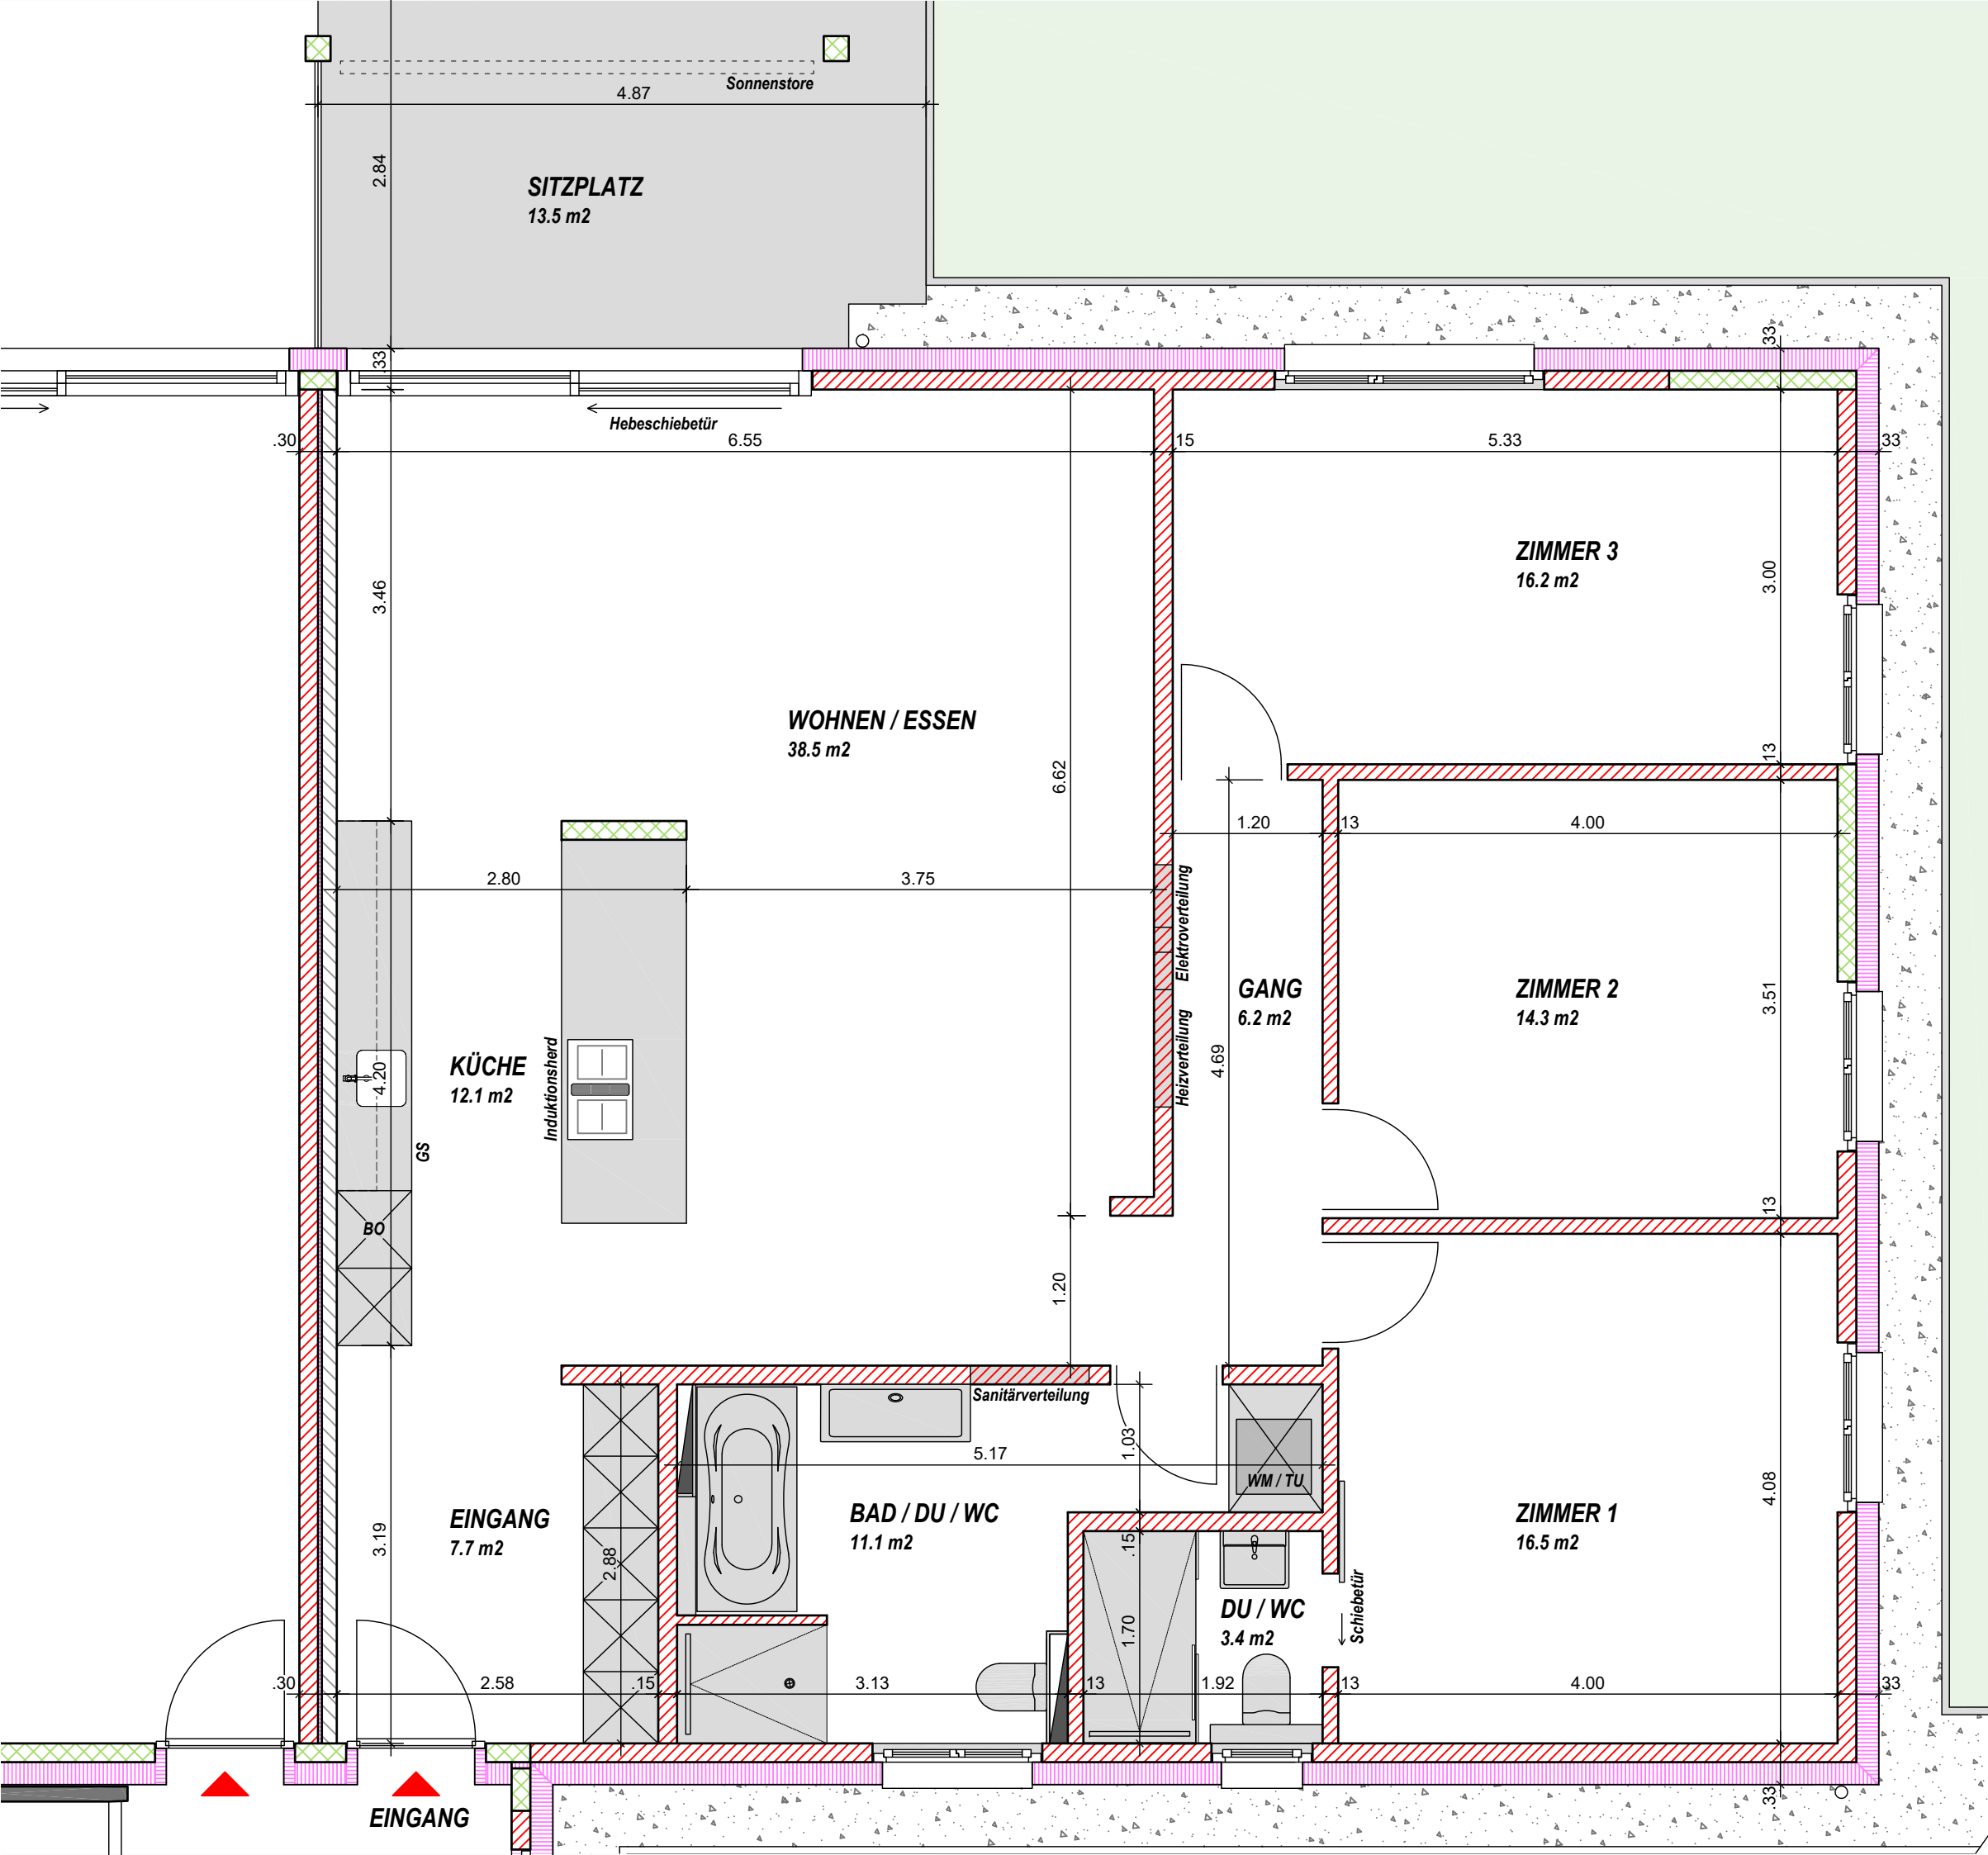 Sonnenstore
4.87
2.84
SITZPLATZ
13.5 m2
33
33
Hebeschiebetür
.30
6.55
15
5.33
33
3.46
ZIMMER 3
16.2 m2
3.00
WOHNEN / ESSEN
38.5 m2
6.62
13
1.20
13
4.00
2.80
3.75
Elektroverteilung
GANG
6.2 m2
ZIMMER 2
14.3 m2
3.51
Heizverteilung
4.69
KÜCHE
12.1 m2
4.20
Induktionsherd
GS
BO
13
1.20
Sanitärverteilung
1.03
5.17
WM / TU
EINGANG
7.7 m2
3.19
2.88
BAD / DU / WC
11.1 m2
.15
ZIMMER 1
16.5 m2
4.08
1.70
DU / WC
3.4 m2
Schiebetür
.30
2.58
.15
3.13
13
1.92
13
4.00
33
.33
EINGANG